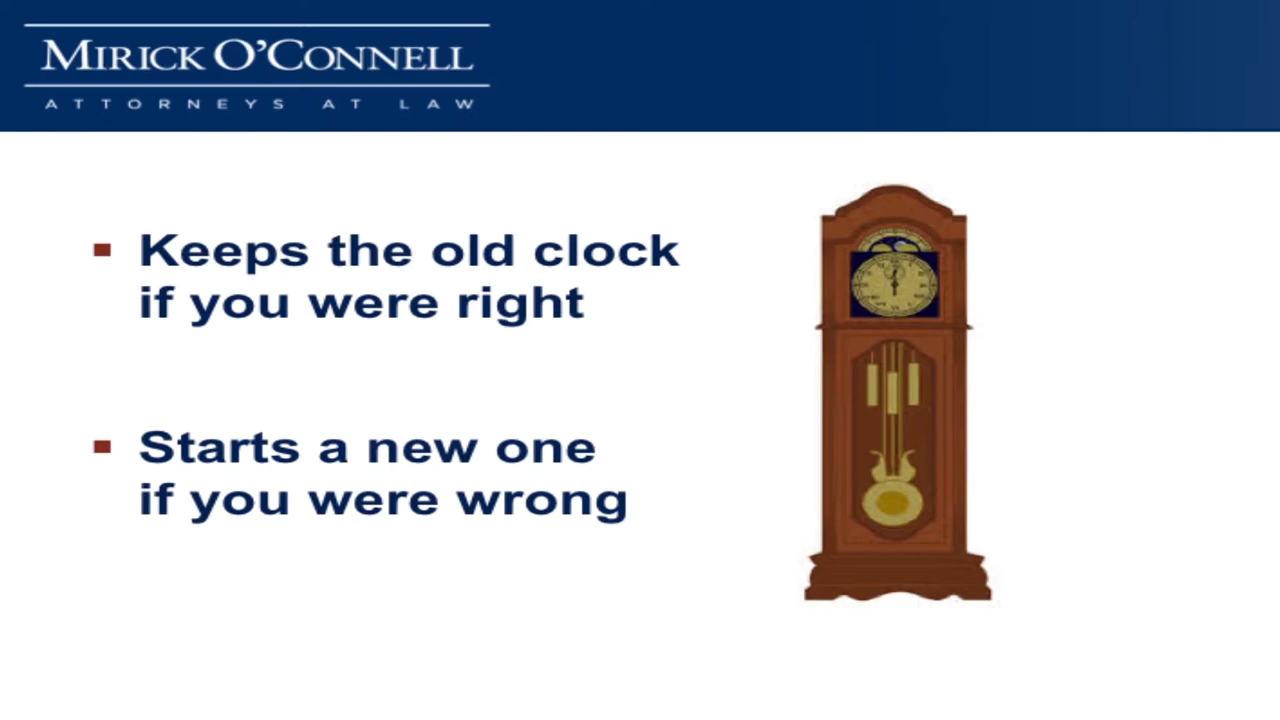 MIRICK O'CONNELL
ATTORNEYS AT LAW
Keeps the old clock
if you were right
Starts a new one
if you were wrong